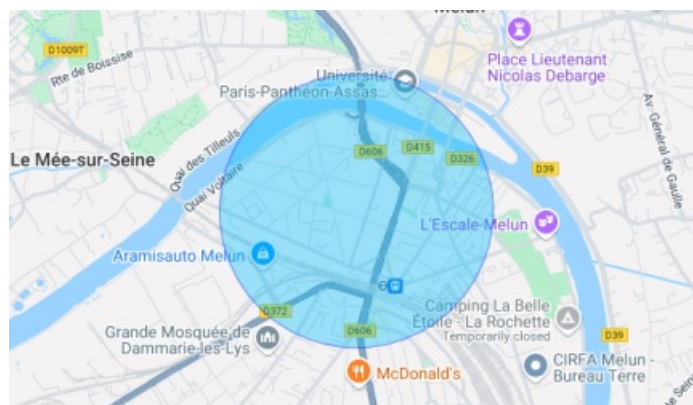 Melun
D1009T
Rte de Boissise
Place Lieutenant
Nicolas Debarge
Université
Paris-Panthéon-Assas...
Av. Général de Gaulle
Quai des Tilleuls
Le Mée-sur-Seine
D606
D415
D326
D39
Quai Voltaire
L'Escale-Melun
Aramisauto Melun
D372
Camping La Belle
Étoile - La Rochette
Temporarily closed
D606
D39
Grande Mosquée de
Dammarie-les-Lys
CIRFA Melun -
Bureau Terre
McDonald's